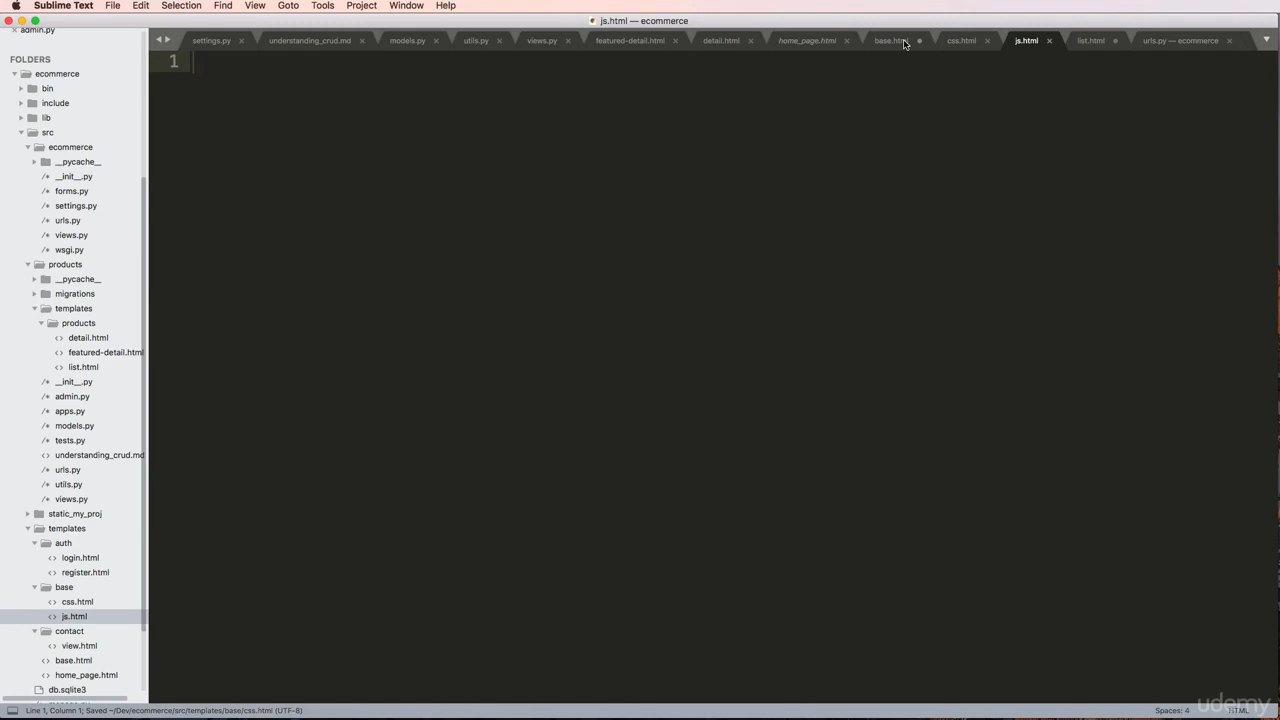 Sublime Text File Edit Selection Find View Goto Tools Project Window Help
js.html — ecommerce
admin.py
settings.py understanding_crud.md models.py utils.py views.py featured-detail.html detail.html home_page.html base.html css.html js.html list.html urls.py — ecommerce
1
FOLDERS
ecommerce
bin
include
lib
src
ecommerce
__pycache__
__init__.py
forms.py
settings.py
urls.py
views.py
wsgi.py
products
__pycache__
migrations
templates
products
detail.html
featured-detail.html
list.html
__init__.py
admin.py
apps.py
models.py
tests.py
understanding_crud.md
urls.py
utils.py
views.py
static_my_proj
templates
auth
login.html
register.html
base
css.html
js.html
contact
view.html
base.html
home_page.html
db.sqlite3
Line 1, Column 1; Saved ~/Dev/ecommerce/src/templates/base/css.html (UTF-8) Spaces: 4 HTML
udemy